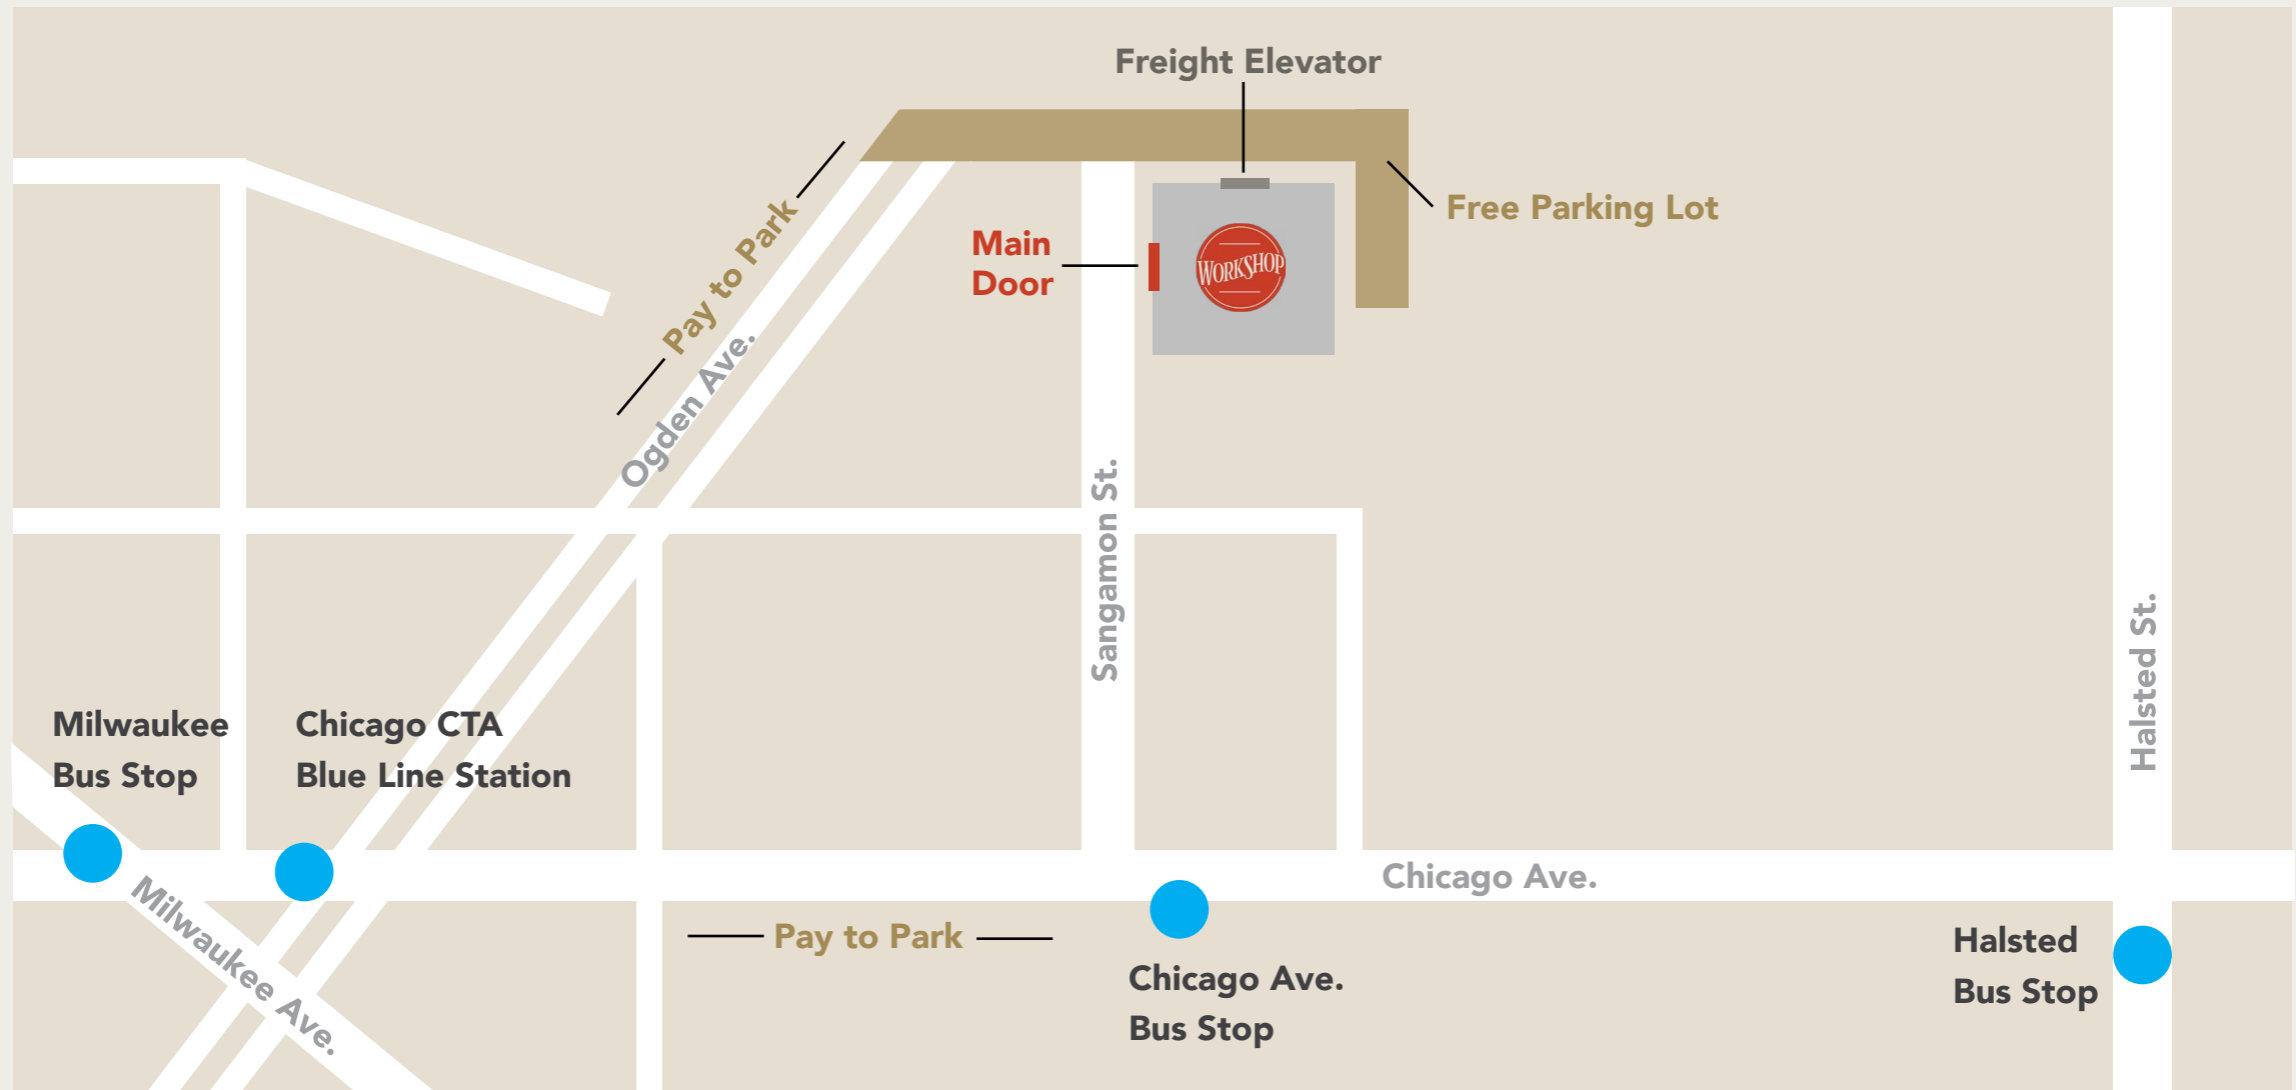 Freight Elevator
Pay to Park
Free Parking Lot
Main
Door
WORKSHOP
Ogden Ave.
Sangamon St.
Halsted St.
Milwaukee
Bus Stop
Chicago CTA
Blue Line Station
Milwaukee Ave.
Chicago Ave.
Pay to Park
Chicago Ave.
Bus Stop
Halsted
Bus Stop